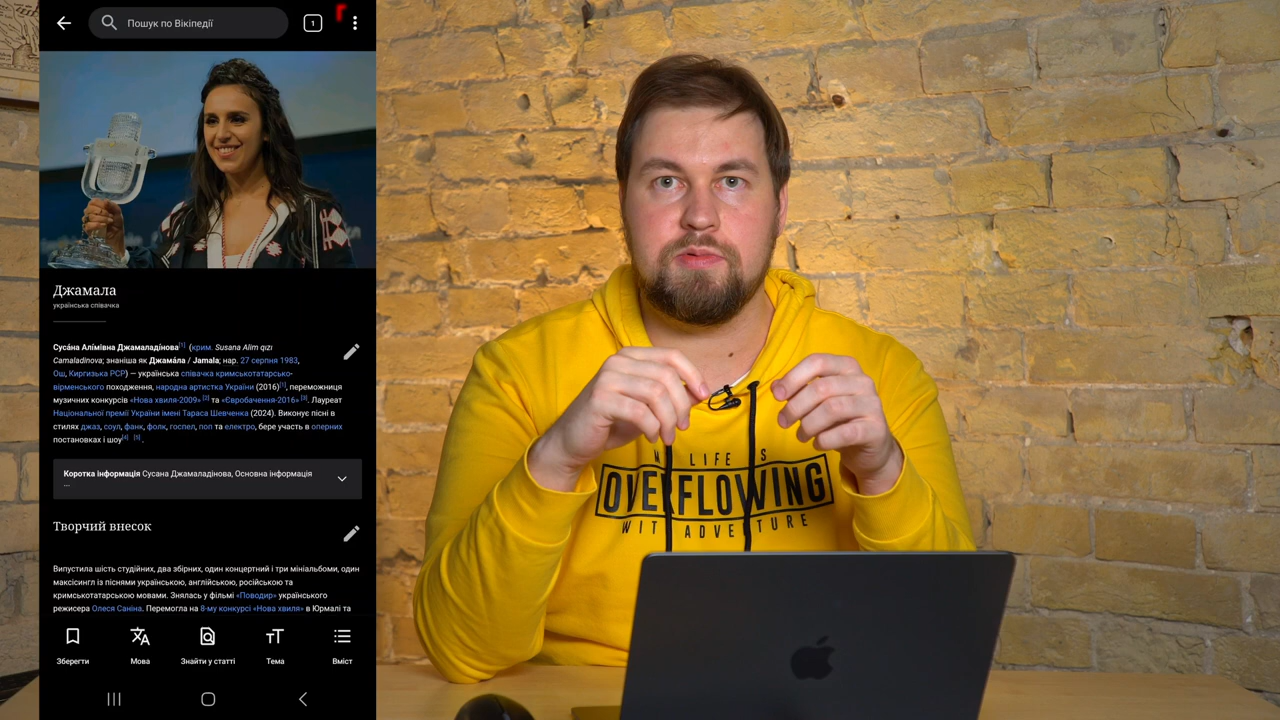 Пошук по Вікіпедії
1
Джамала
українська співачка
Суса́на Алі́мівна Джамаладі́нова[1] (крим. Susana Alim qızı
Camaladinova; знаніша як Джама́ла / Jamala; нар. 27 серпня 1983,
Ош, Киргизька РСР) — українська співачка кримськотатарсько-
вірменського походження, народна артистка України (2016)[1], переможниця
музичних конкурсів «Нова хвиля-2009» [2] та «Євробачення-2016» [3]. Лауреат
Національної премії України імені Тараса Шевченка (2024). Виконує пісні в
стилях джаз, соул, фанк, фолк, госпел, поп та електро, бере участь в оперних
постановках і шоу[4] [5].
Коротка інформація Сусана Джамаладінова, Основна інформація
...
Творчий внесок
Випустила шість студійних, два збірних, один концертний і три мініальбоми, один
максісингл із піснями українською, англійською, російською та
кримськотатарською мовами. Знялась у фільмі «Поводир» українського
режисера Олеся Саніна. Перемогла на 8-му конкурсі «Нова хвиля» в Юрмалі та
Зберегти
Мова
Знайти у статті
Тема
Вміст
LIFE
OVERFLOWING
WIT ADVE TURE